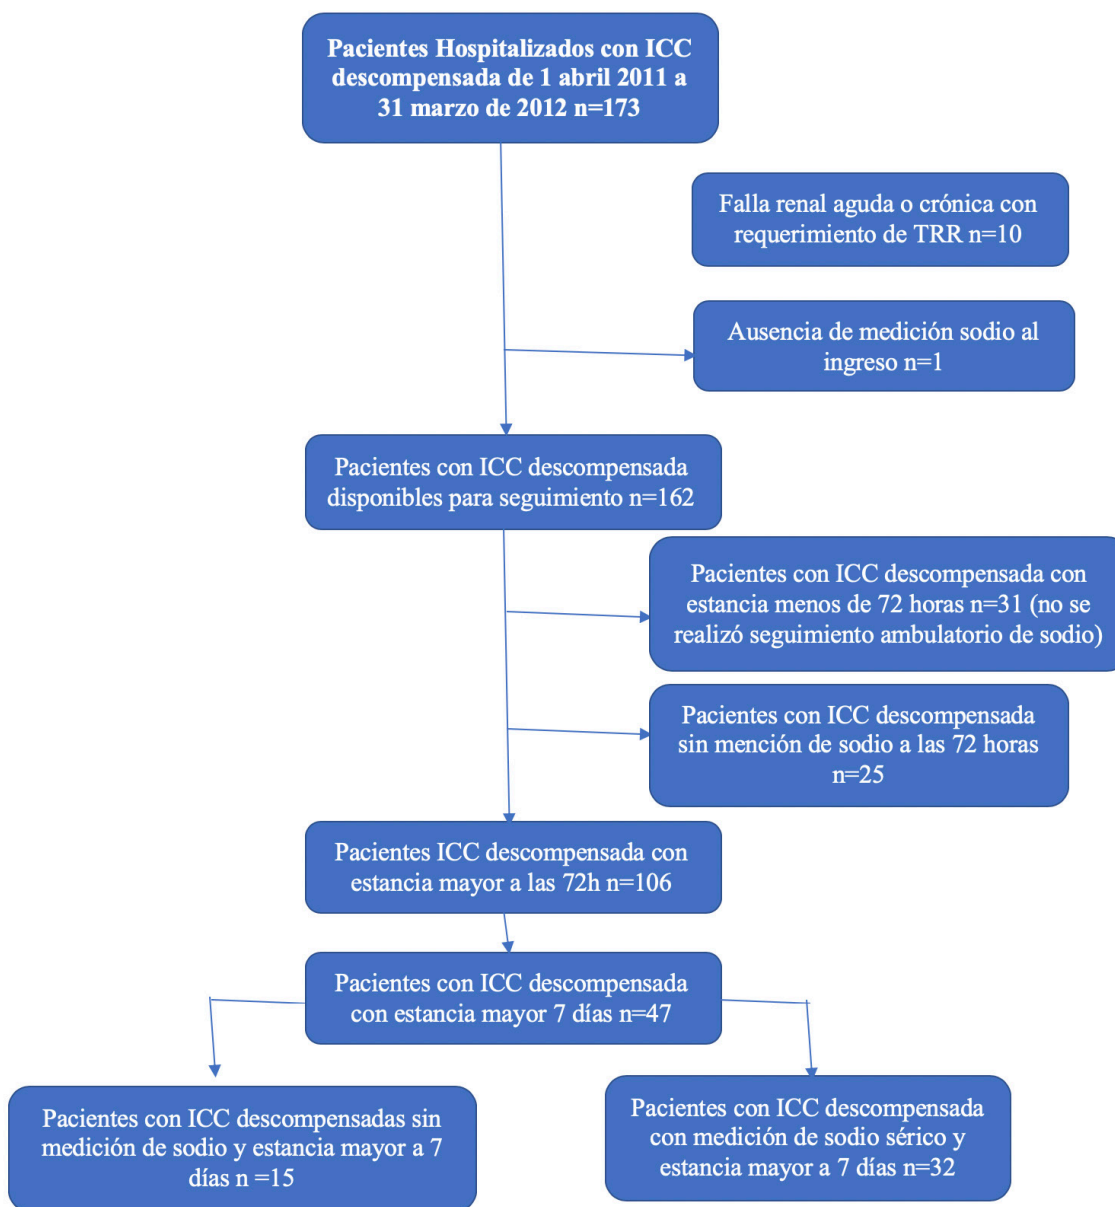 Pacientes Hospitalizados con ICC
descompensada de 1 abril 2011 a
31 marzo de 2012 n=173
Falla renal aguda o crónica con
requerimiento de TRR n=10
Ausencia de medición sodio al
ingreso n=1
Pacientes con ICC descompensada
disponibles para seguimiento n=162
Pacientes con ICC descompensada con
estancia menos de 72 horas n=31 (no se
realizó seguimiento ambulatorio de sodio)
Pacientes con ICC descompensada
sin mención de sodio a las 72 horas
n=25
Pacientes ICC descompensada con
estancia mayor a las 72h n=106
Pacientes con ICC descompensada
con estancia mayor 7 días n=47
Pacientes con ICC descompensadas sin
medición de sodio y estancia mayor a 7
días n =15
Pacientes con ICC descompensada
con medición de sodio sérico y
estancia mayor a 7 días n=32